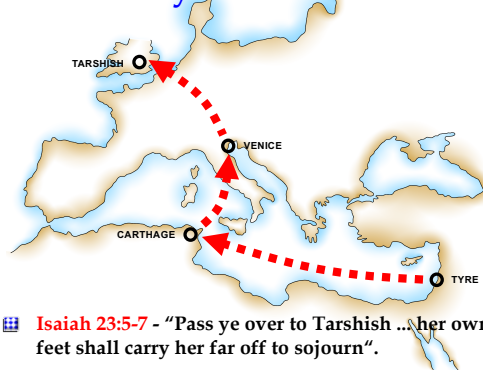 TARSHISH
VENICE
CARTHAGE
TYRE
Isaiah 23:5-7 - “Pass ye over to Tarshish ... her own
feet shall carry her far off to sojourn“.